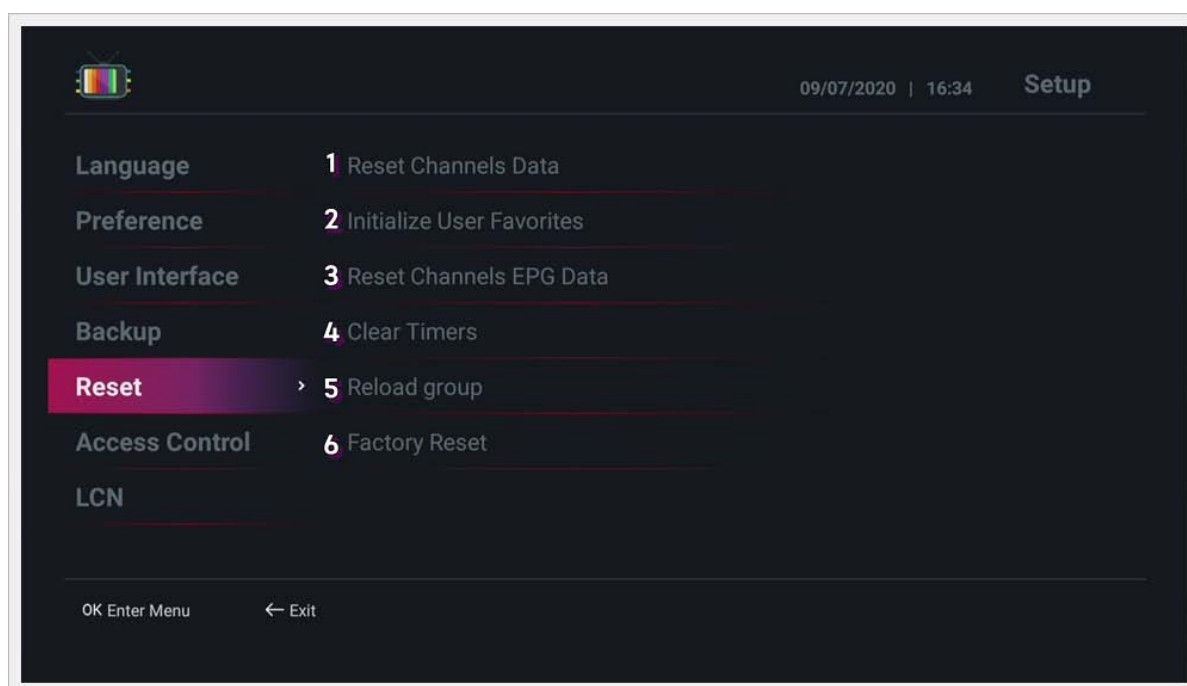 09/07/2020 | 16:34 Setup
Language
Preference
User Interface
Backup
Reset ›
Access Control
LCN
1 Reset Channels Data
2 Initialize User Favorites
3 Reset Channels EPG Data
4 Clear Timers
5 Reload group
6 Factory Reset
OK Enter Menu
← Exit